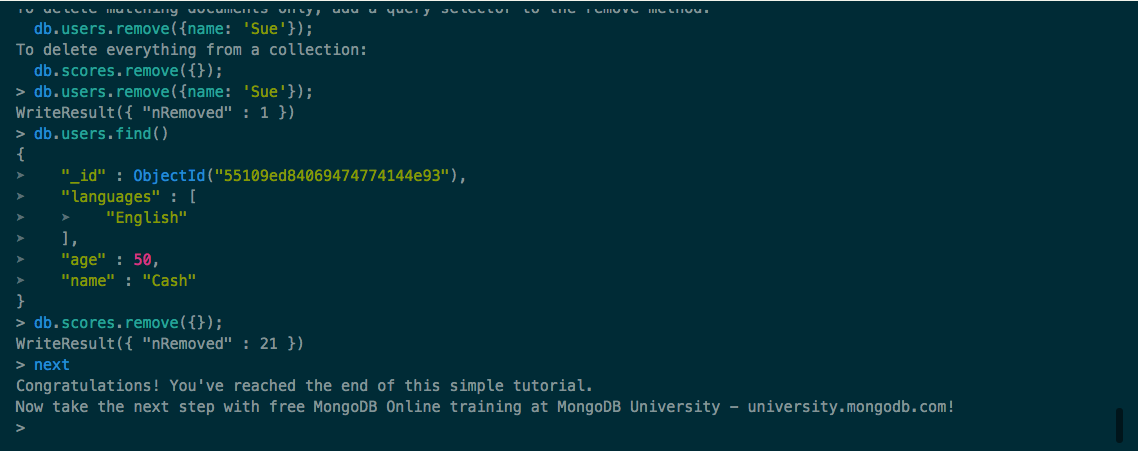 To delete matching documents only, add a query selector to the remove method.
  db.users.remove({name: 'Sue'});
To delete everything from a collection:
  db.scores.remove({});
> db.users.remove({name: 'Sue'});
WriteResult({ "nRemoved" : 1 })
> db.users.find()
{
➤    "_id" : ObjectId("55109ed84069474774144e93"),
➤    "languages" : [
➤    ➤    "English"
➤    ],
➤    "age" : 50,
➤    "name" : "Cash"
}
> db.scores.remove({});
WriteResult({ "nRemoved" : 21 })
> next
Congratulations! You've reached the end of this simple tutorial.
Now take the next step with free MongoDB Online training at MongoDB University – university.mongodb.com!
>